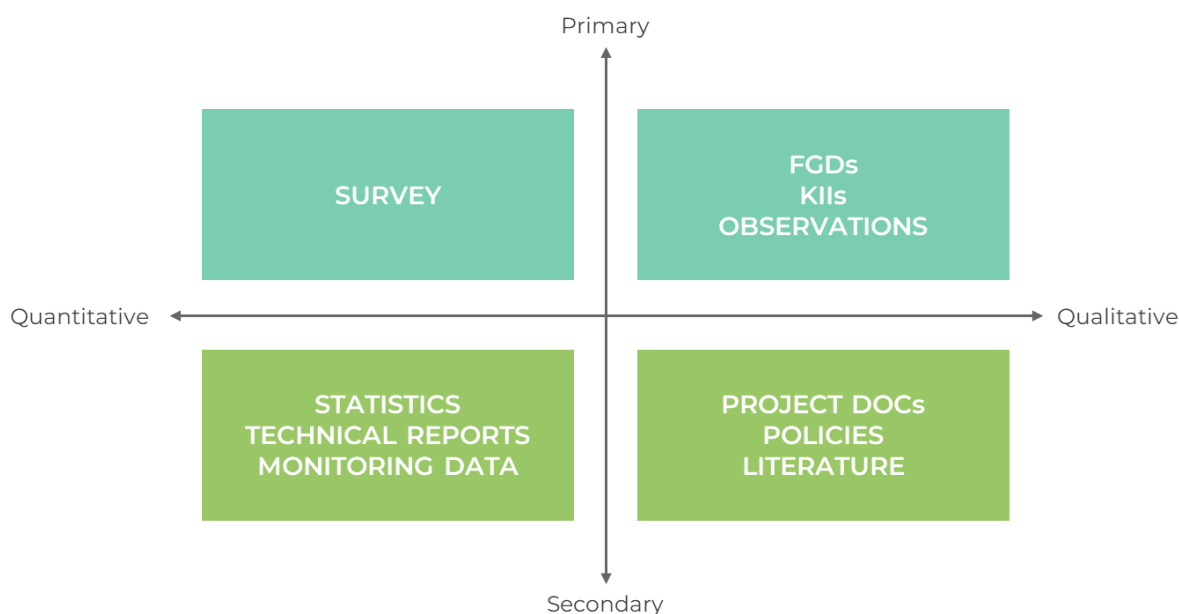 Primary
SURVEY
FGDs
KIIs
OBSERVATIONS
Quantitative
Qualitative
STATISTICS
TECHNICAL REPORTS
MONITORING DATA
PROJECT DOCs
POLICIES
LITERATURE
Secondary